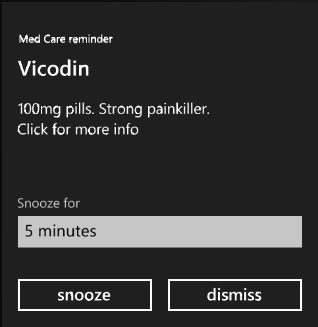 Med Care reminder
Vicodin
100mg pills. Strong painkiller.
Click for more info
Snooze for
5 minutes
snooze
dismiss